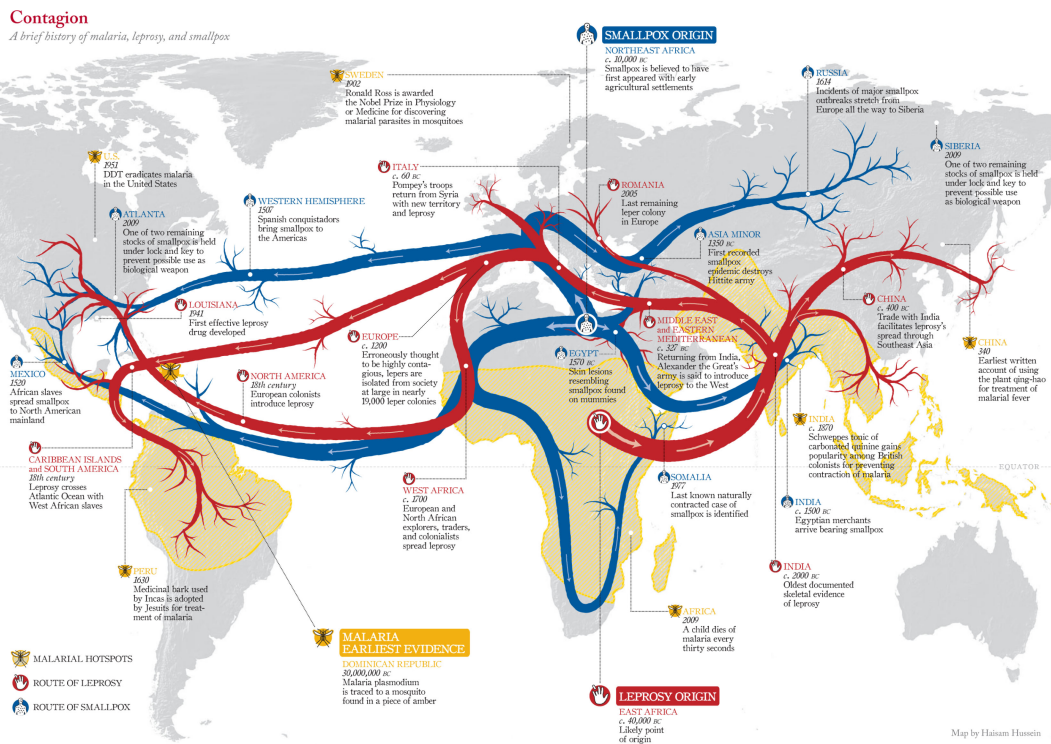 Contagion
A brief history of malaria, leprosy, and smallpox
SMALLPOX ORIGIN
NORTHEAST AFRICA
c. 10,000 BC
Smallpox is believed to have
first appeared with early
agricultural settlements
SWEDEN
1902
Ronald Ross is awarded
the Nobel Prize in Physiology
or Medicine for discovering
malarial parasites in mosquitoes
RUSSIA
1614
Incidents of major smallpox
outbreaks stretch from
Europe all the way to Siberia
U.S.
1951
DDT eradicates malaria
in the United States
ITALY
c. 60 BC
Pompey's troops
return from Syria
with new territory
and leprosy
ROMANIA
2005
Last remaining
leper colony
in Europe
SIBERIA
2009
One of two remaining
stocks of smallpox is held
under lock and key to
prevent possible use
as biological weapon
WESTERN HEMISPHERE
1507
Spanish conquistadors
bring smallpox to
the Americas
ATLANTA
2009
One of two remaining
stocks of smallpox is held
under lock and key to
prevent possible use as
biological weapon
ASIA MINOR
1350 BC
First recorded
smallpox
epidemic destroys
Hittite army
LOUISIANA
1941
First effective leprosy
drug developed
EUROPE
c. 1200
Erroneously thought
to be highly conta-
gious, lepers are
isolated from society
at large in nearly
19,000 leper colonies
MIDDLE EAST
and EASTERN
MEDITERRANEAN
c. 327 BC
Returning from India,
Alexander the Great's
army is said to introduce
leprosy to the West
CHINA
c. 400 BC
Trade with India
facilitates leprosy's
spread through
Southeast Asia
CHINA
340
Earliest written
account of using
the plant qing-hao
for treatment of
malarial fever
EGYPT
1570 BC
Skin lesions
resembling
smallpox found
on mummies
MEXICO
1520
African slaves
spread smallpox
to North American
mainland
NORTH AMERICA
18th century
European colonists
introduce leprosy
INDIA
c. 1870
Schweppes tonic of
carbonated quinine gains
popularity among British
colonists for preventing
contraction of malaria
CARIBBEAN ISLANDS
and SOUTH AMERICA
18th century
Leprosy crosses
Atlantic Ocean with
West African slaves
EQUATOR
WEST AFRICA
c. 1700
European and
North African
explorers, traders,
and colonialists
spread leprosy
SOMALIA
1977
Last known naturally
contracted case of
smallpox is identified
INDIA
c. 1500 BC
Egyptian merchants
arrive bearing smallpox
PERU
1630
Medicinal bark used
by Incas is adopted
by Jesuits for treat-
ment of malaria
INDIA
c. 2000 BC
Oldest documented
skeletal evidence
of leprosy
AFRICA
2009
A child dies of
malaria every
thirty seconds
MALARIA
EARLIEST EVIDENCE
DOMINICAN REPUBLIC
30,000,000 BC
Malaria plasmodium
is traced to a mosquito
found in a piece of amber
MALARIAL HOTSPOTS
ROUTE OF LEPROSY
ROUTE OF SMALLPOX
LEPROSY ORIGIN
EAST AFRICA
c. 40,000 BC
Likely point
of origin
Map by Haisam Hussein